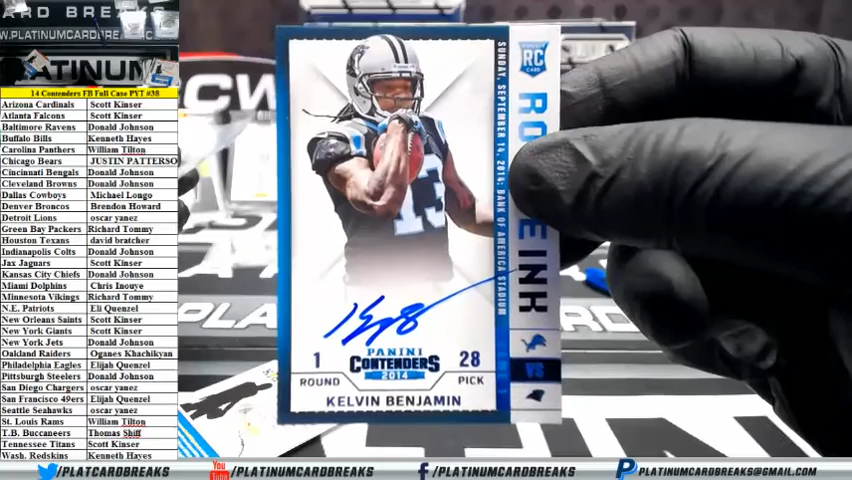 CARD BREAKS
WWW.PLATINUMCARDBREAKS.
PLATINUM
14 Contenders FB Full Case PYT #38
Arizona Cardinals Scott Kinser
Atlanta Falcons Scott Kinser
Baltimore Ravens Donald Johnson
Buffalo Bills Kenneth Hayes
Carolina Panthers William Tilton
Chicago Bears JUSTIN PATTERSO
Cincinnati Bengals Donald Johnson
Cleveland Browns Donald Johnson
Dallas Cowboys Michael Longo
Denver Broncos Brendon Howard
Detroit Lions oscar yanez
Green Bay Packers Richard Tommy
Houston Texans david bratcher
Indianapolis Colts Donald Johnson
Jax Jaguars Scott Kinser
Kansas City Chiefs Donald Johnson
Miami Dolphins Chris Inouye
Minnesota Vikings Richard Tommy
N.E. Patriots Eli Quenzel
New Orleans Saints Scott Kinser
New York Giants Scott Kinser
New York Jets Donald Johnson
Oakland Raiders Oganes Khachikyan
Philadelphia Eagles Elijah Quenzel
Pittsburg Steelers Donald Johnson
San Diego Chargers oscar yanez
San Francisco 49ers Elijah Quenzel
Seattle Seahawks oscar yanez
St. Louis Rams William Tilton
T.B. Buccaneers Thomas Shiff
Tennessee Titans Scott Kinser
Wash. Redskins Kenneth Hayes
RC
CARD
RO E INK
SUNDAY, SEPTEMBER 14, 2014: BANK OF AMERICA STADIUM
13
PANINI
CONTENDERS
2014
1 ROUND
28 PICK
KELVIN BENJAMIN
VS
/PLATCARDBREAKS
You Tube /PLATINUMCARDBREAKS
/PLATINUMCARDBREAKS
PLATINUMCARDBREAKS@GMAIL.COM